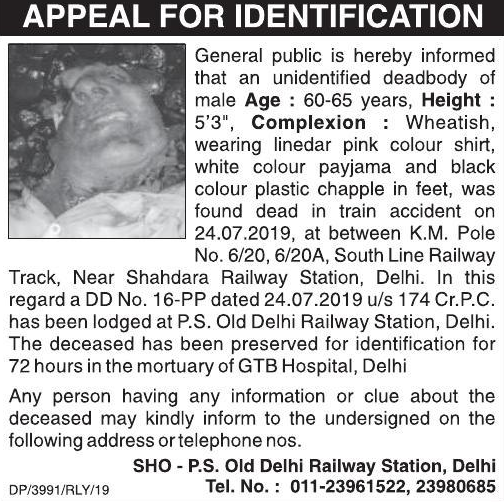 APPEAL FOR IDENTIFICATION
General public is hereby informed
that an unidentified deadbody of
male Age : 60-65 years, Height :
5'3", Complexion : Wheatish,
wearing linedar pink colour shirt,
white colour payjama and black
colour plastic chapple in feet, was
found dead in train accident on
24.07.2019, at between K.M. Pole
No. 6/20, 6/20A, South Line Railway
Track, Near Shahdara Railway Station, Delhi. In this
regard a DD No. 16-PP dated 24.07.2019 u/s 174 Cr.P.C.
has been lodged at P.S. Old Delhi Railway Station, Delhi.
The deceased has been preserved for identification for
72 hours in the mortuary of GTB Hospital, Delhi
Any person having any information or clue about the
deceased may kindly inform to the undersigned on the
following address or telephone nos.
SHO - P.S. Old Delhi Railway Station, Delhi
DP/3991/RLY/19 Tel. No. : 011-23961522, 23980685